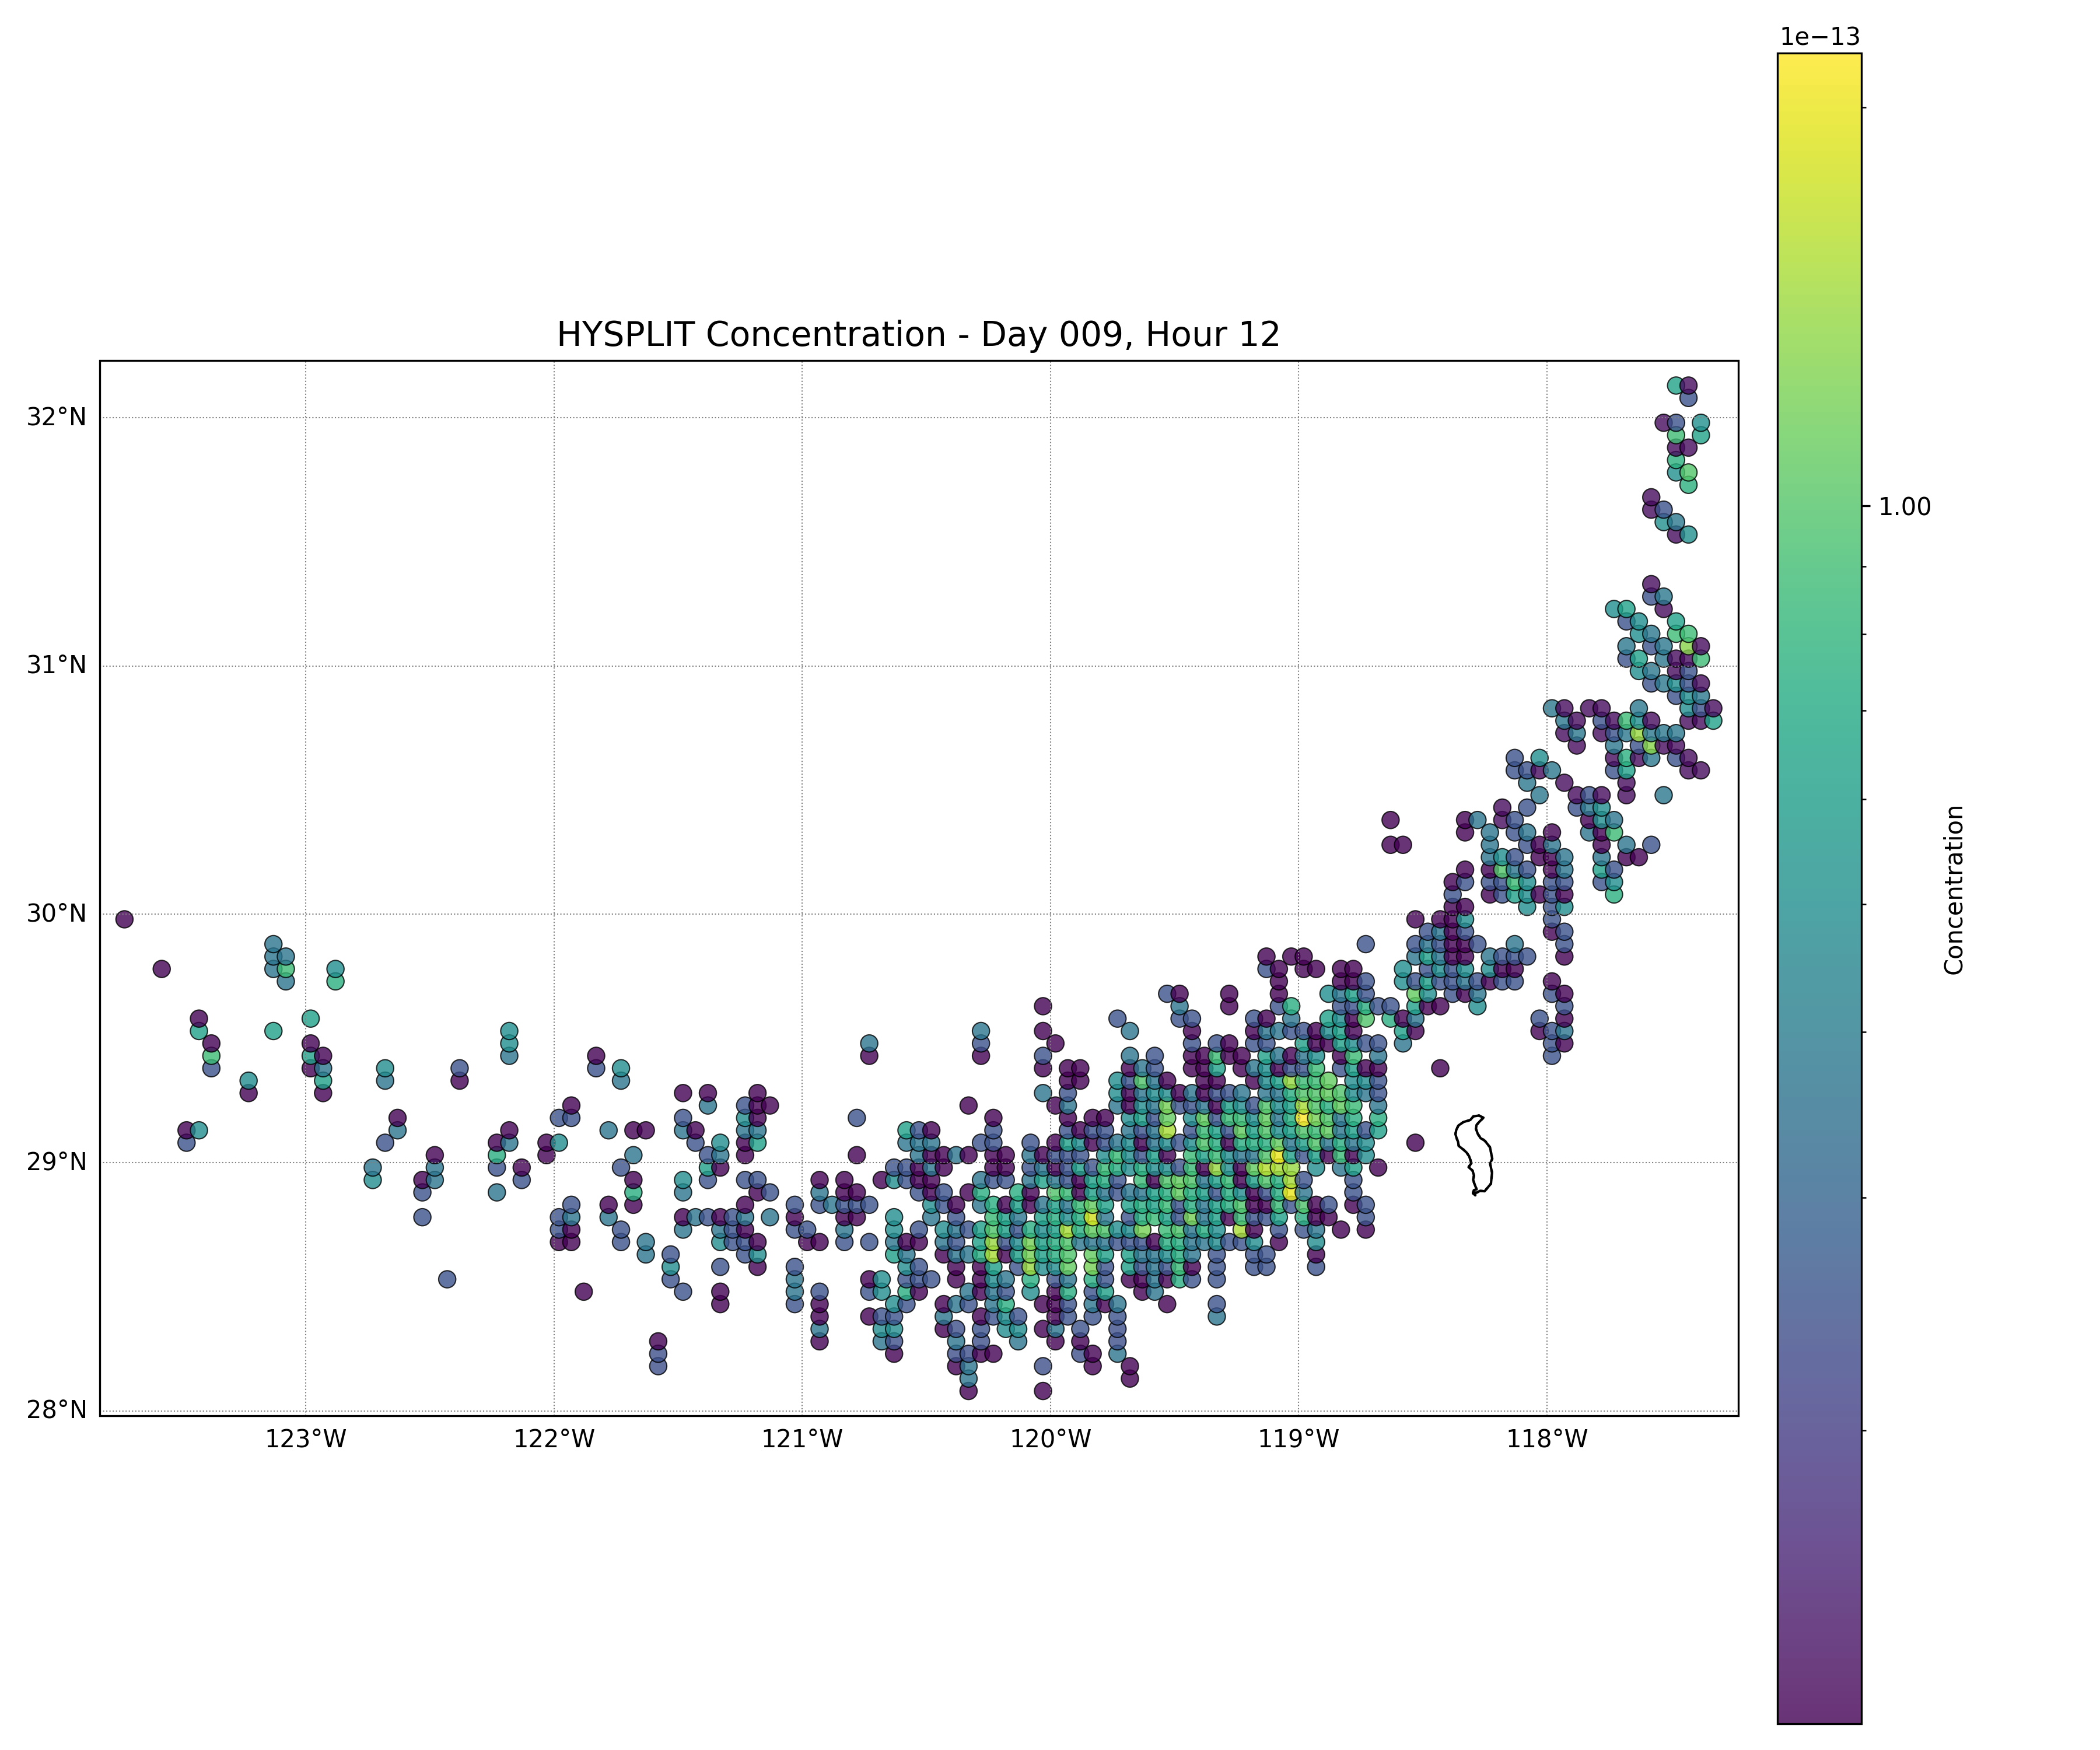 1e−13
HYSPLIT Concentration - Day 009, Hour 12
32°N
31°N
30°N
29°N
28°N
123°W
122°W
121°W
120°W
119°W
118°W
1.00
Concentration